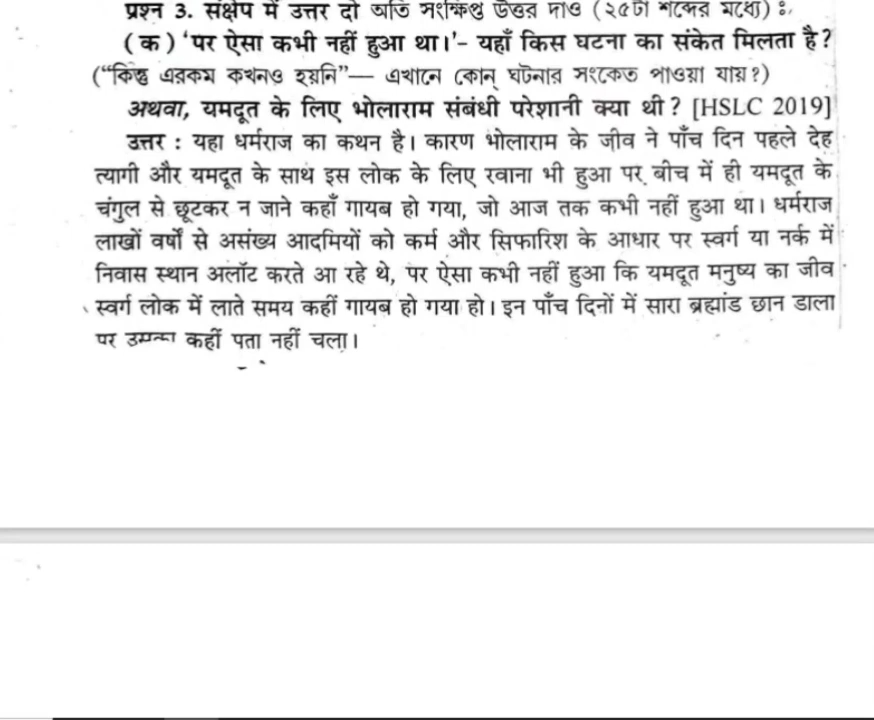 प्रश्न 3. संक्षेप में उत्तर दो অতি সংক্ষিপ্ত উত্তর দাও (২৫টা শব্দের মধ্যে) :
( क ) ‘पर ऐसा कभी नहीं हुआ था।’- यहाँ किस घटना का संकेत मिलता है?
(“কিন্তু এরকম কখনও হয়নি”— এখানে কোন্ ঘটনার সংকেত পাওয়া যায়?)
अथवा, यमदूत के लिए भोलाराम संबंधी परेशानी क्या थी? [HSLC 2019]
उत्तर : यहा धर्मराज का कथन है। कारण भोलाराम के जीव ने पाँच दिन पहले देह
त्यागी और यमदूत के साथ इस लोक के लिए रवाना भी हुआ पर बीच में ही यमदूत के
चंगुल से छूटकर न जाने कहाँ गायब हो गया, जो आज तक कभी नहीं हुआ था। धर्मराज
लाखों वर्षों से असंख्य आदमियों को कर्म और सिफारिश के आधार पर स्वर्ग या नर्क में
निवास स्थान अलॉट करते आ रहे थे, पर ऐसा कभी नहीं हुआ कि यमदूत मनुष्य का जीव
स्वर्ग लोक में लाते समय कहीं गायब हो गया हो। इन पाँच दिनों में सारा ब्रह्मांड छान डाला
पर कहीं पता नहीं चला।